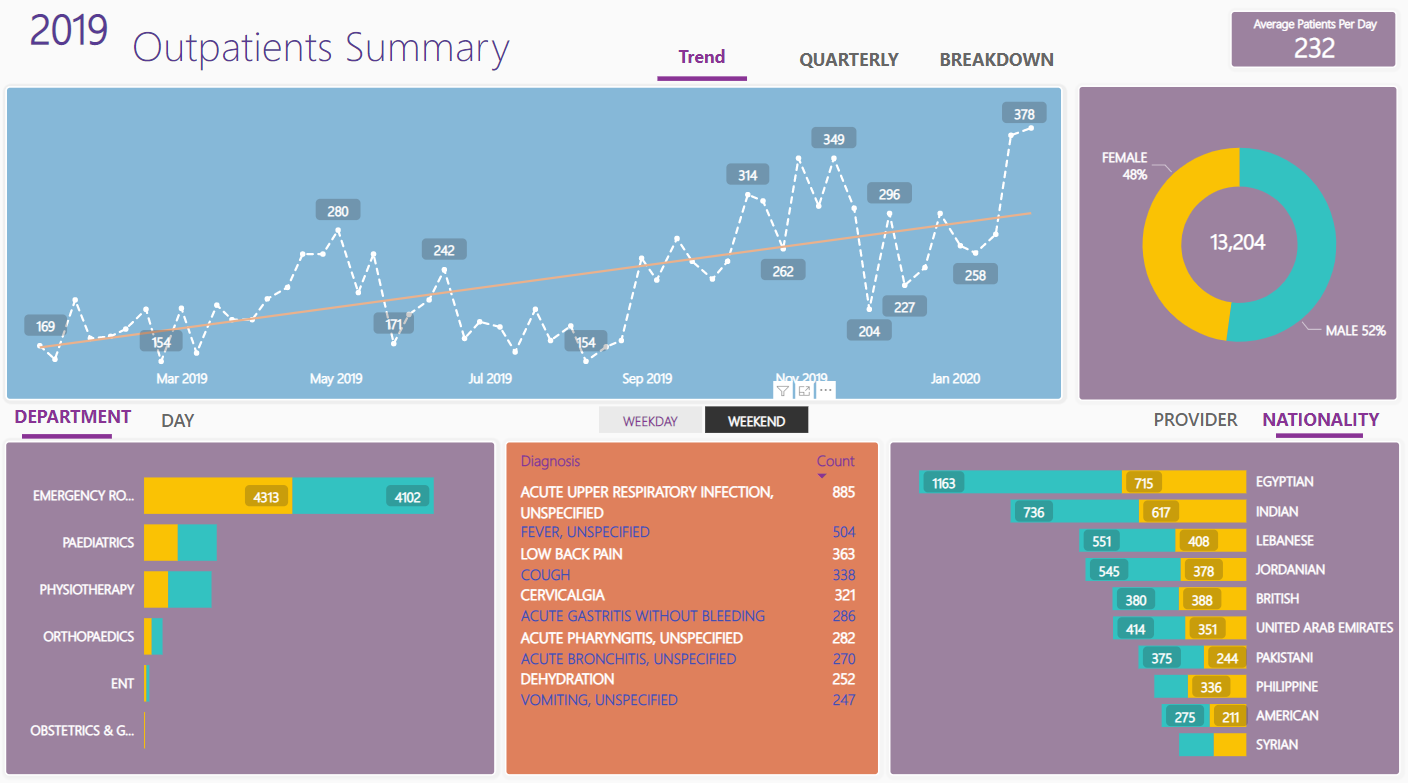 2019
Outpatients Summary
Trend
QUARTERLY
BREAKDOWN
Average Patients Per Day
232
169
154
280
171
242
154
314
262
349
296
204
227
258
378
Mar 2019
May 2019
Jul 2019
Sep 2019
Nov 2019
Jan 2020
FEMALE
48%
13,204
MALE 52%
DEPARTMENT
DAY
WEEKDAY
WEEKEND
PROVIDER
NATIONALITY
EMERGENCY RO...
4313
4102
PAEDIATRICS
PHYSIOTHERAPY
ORTHOPAEDICS
ENT
OBSTETRICS & G...
Diagnosis Count
ACUTE UPPER RESPIRATORY INFECTION, 885
UNSPECIFIED
FEVER, UNSPECIFIED 504
LOW BACK PAIN 363
COUGH 338
CERVICALGIA 321
ACUTE GASTRITIS WITHOUT BLEEDING 286
ACUTE PHARYNGITIS, UNSPECIFIED 282
ACUTE BRONCHITIS, UNSPECIFIED 270
DEHYDRATION 252
VOMITING, UNSPECIFIED 247
1163 715 EGYPTIAN
736 617 INDIAN
551 408 LEBANESE
545 378 JORDANIAN
380 388 BRITISH
414 351 UNITED ARAB EMIRATES
375 244 PAKISTANI
336 PHILIPPINE
275 211 AMERICAN
SYRIAN